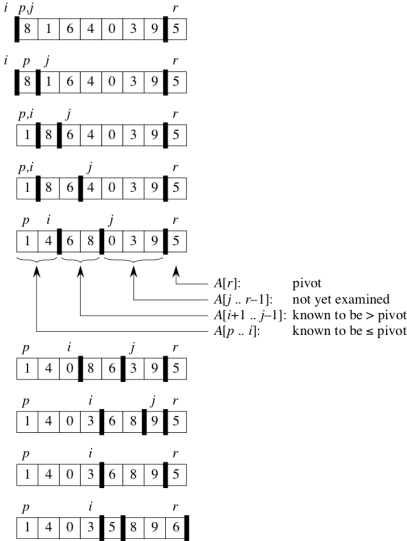 i p,j r
8 1 6 4 0 3 9 5
i p j r
8 1 6 4 0 3 9 5
p,i j r
1 8 6 4 0 3 9 5
p,i j r
1 8 6 4 0 3 9 5
p i j r
1 4 6 8 0 3 9 5
A[r]: pivot
A[j .. r–1]: not yet examined
A[i+1 .. j–1]: known to be > pivot
A[p .. i]: known to be ≤ pivot
p i j r
1 4 0 8 6 3 9 5
p i j r
1 4 0 3 6 8 9 5
p i r
1 4 0 3 6 8 9 5
p i r
1 4 0 3 5 8 9 6